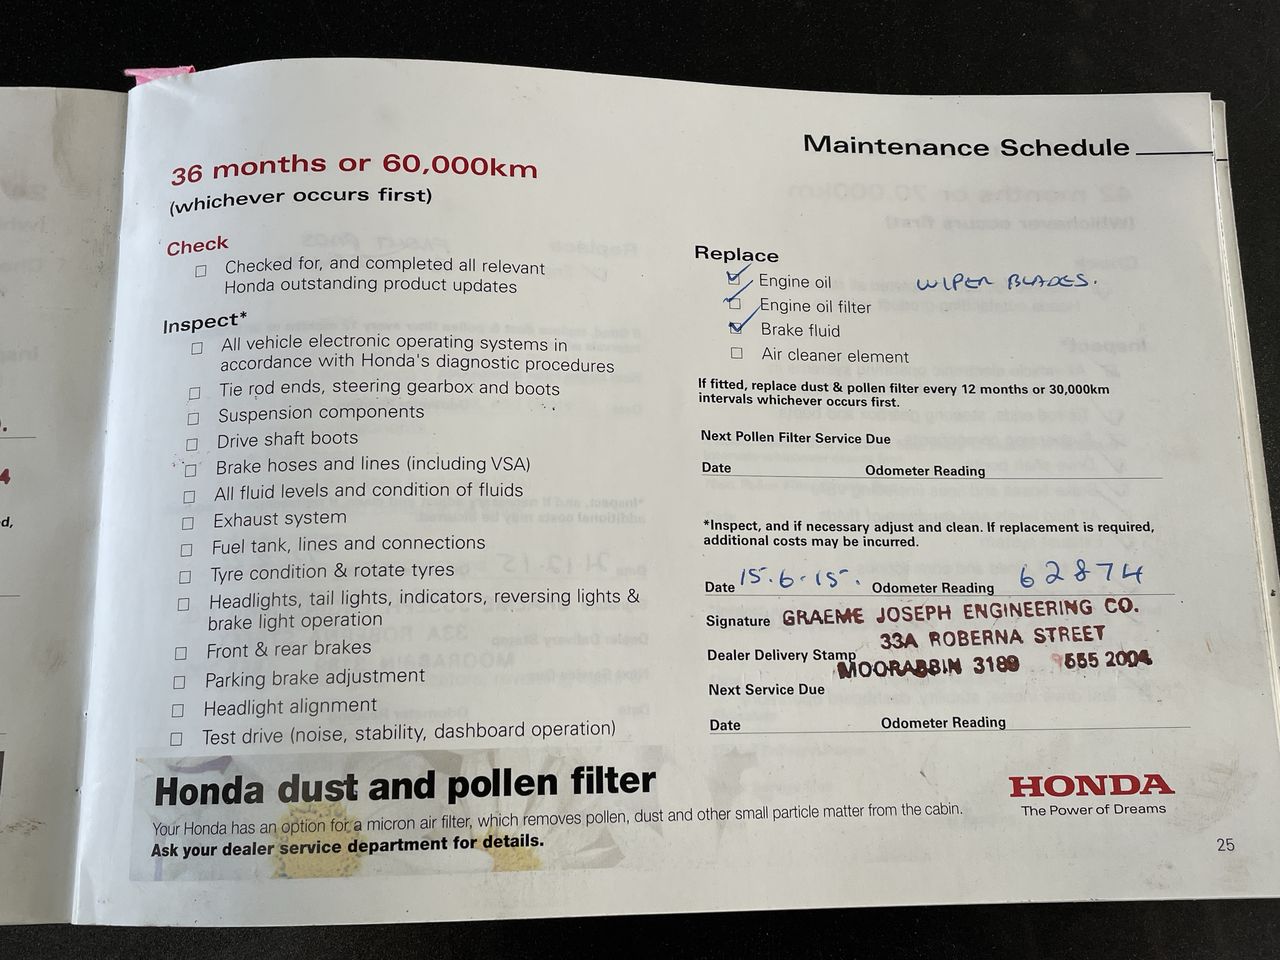 Maintenance Schedule
36 months or 60,000km
(whichever occurs first)
Check
Checked for, and completed all relevant
Honda outstanding product updates
Inspect*
All vehicle electronic operating systems in
accordance with Honda's diagnostic procedures
Tie rod ends, steering gearbox and boots
Suspension components
Drive shaft boots
Brake hoses and lines (including VSA)
All fluid levels and condition of fluids
Exhaust system
Fuel tank, lines and connections
Tyre condition & rotate tyres
Headlights, tail lights, indicators, reversing lights &
brake light operation
Front & rear brakes
Parking brake adjustment
Headlight alignment
Test drive (noise, stability, dashboard operation)
Replace
Engine oil WIPER BLADES.
Engine oil filter
Brake fluid
Air cleaner element
If fitted, replace dust & pollen filter every 12 months or 30,000km
intervals whichever occurs first.
Next Pollen Filter Service Due
Date Odometer Reading
*Inspect, and if necessary adjust and clean. If replacement is required,
additional costs may be incurred.
Date 15.6.15. Odometer Reading 62874
Signature GRAEME JOSEPH ENGINEERING CO.
33A ROBERNA STREET
Dealer Delivery Stamp
MOORABBIN 3189 9555 2004
Next Service Due
Date Odometer Reading
Honda dust and pollen filter
Your Honda has an option for a micron air filter, which removes pollen, dust and other small particle matter from the cabin.
Ask your dealer service department for details.
HONDA
The Power of Dreams
25